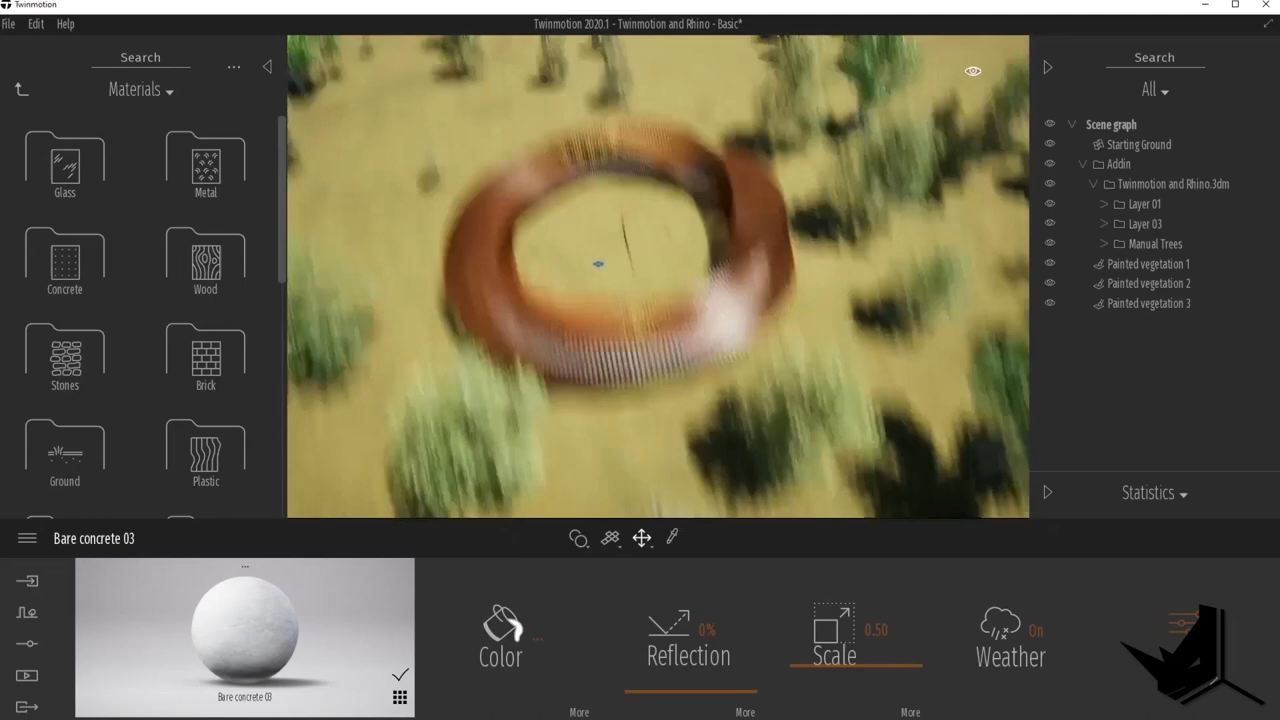 Twinmotion
File Edit Help
Twinmotion 2020.1 - Twinmotion and Rhino - Basic*
Search
...
Materials
Glass
Metal
Concrete
Wood
Stones
Brick
Ground
Plastic
Search
All
Scene graph
Starting Ground
Addin
Twinmotion and Rhino.3dm
Layer 01
Layer 03
Manual Trees
Painted vegetation 1
Painted vegetation 2
Painted vegetation 3
Statistics
Bare concrete 03
...
Bare concrete 03
Color ...
Reflection 0%
Scale 0.50
Weather On
More
More
More